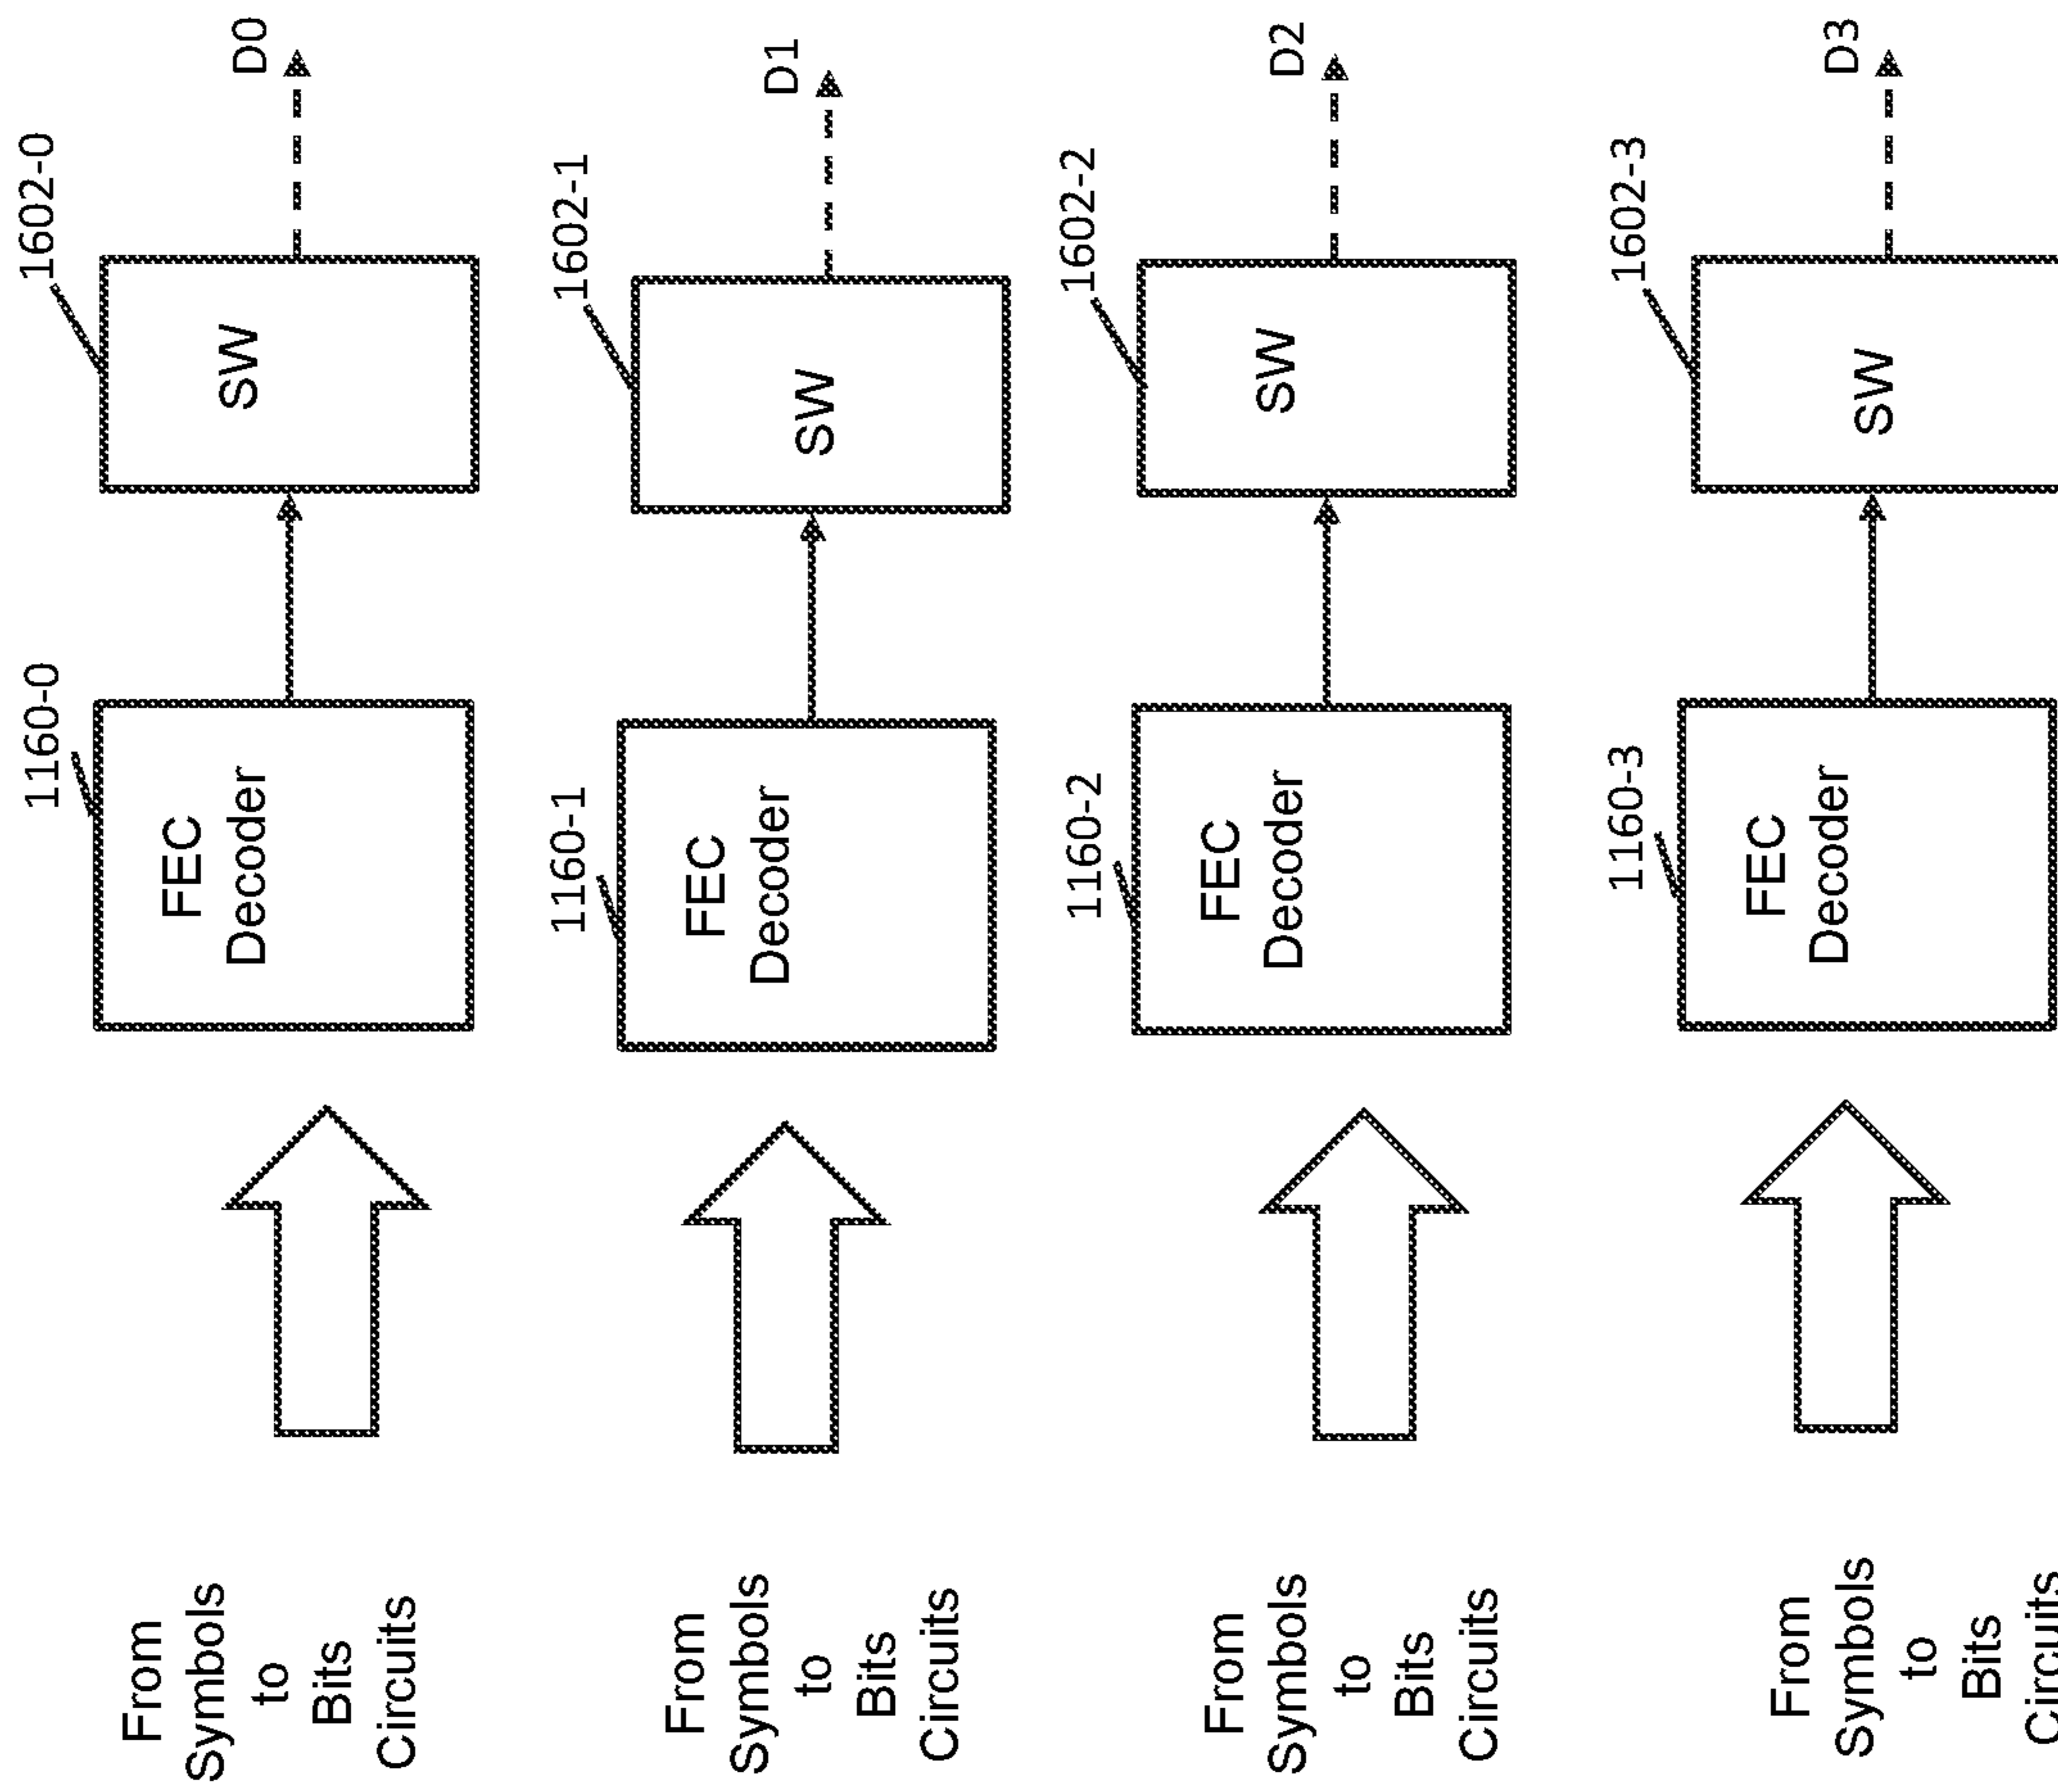 From
Symbols
to
Bits
Circuits
1160-0
FEC
Decoder
1602-0
SW
D0
From
Symbols
to
Bits
Circuits
1160-1
FEC
Decoder
1602-1
SW
D1
From
Symbols
to
Bits
Circuits
1160-2
FEC
Decoder
1602-2
SW
D2
From
Symbols
to
Bits
Circuits
1160-3
FEC
Decoder
1602-3
SW
D3